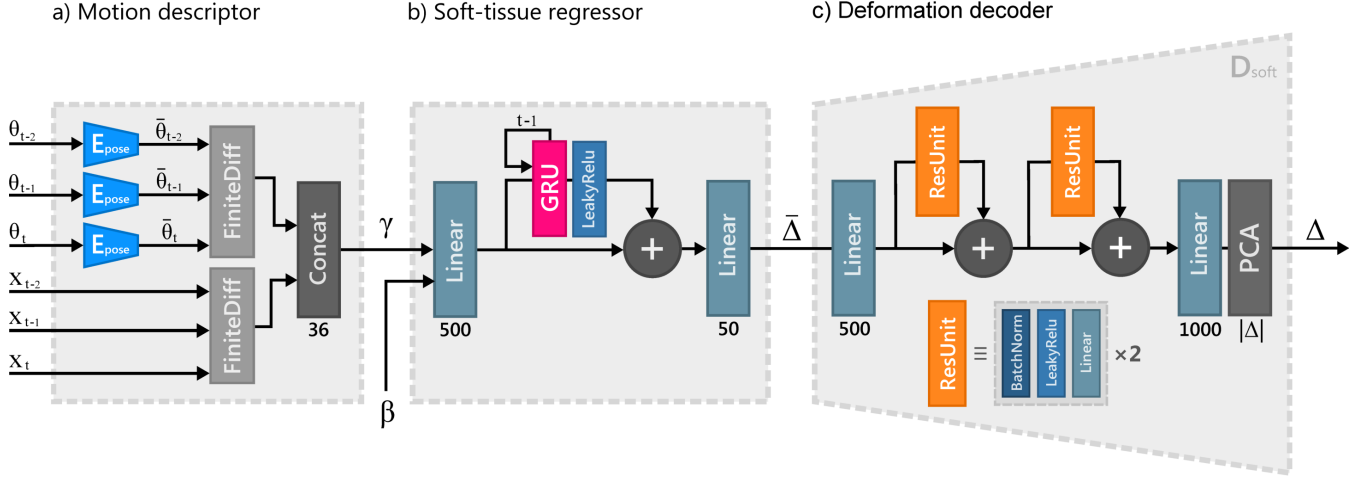 a) Motion descriptor
b) Soft-tissue regressor
c) Deformation decoder
θt-2
Epose
θ̄t-2
θt-1
Epose
θ̄t-1
θt
Epose
θ̄t
FiniteDiff
Xt-2
Xt-1
Xt
FiniteDiff
Concat
36
γ
β
Linear
500
t-1
GRU
LeakyRelu
+
Linear
50
Δ̄
Dsoft
Linear
500
ResUnit
+
ResUnit
+
Linear
1000
PCA
|Δ|
Δ
ResUnit
≡
BatchNorm
LeakyRelu
Linear
×2